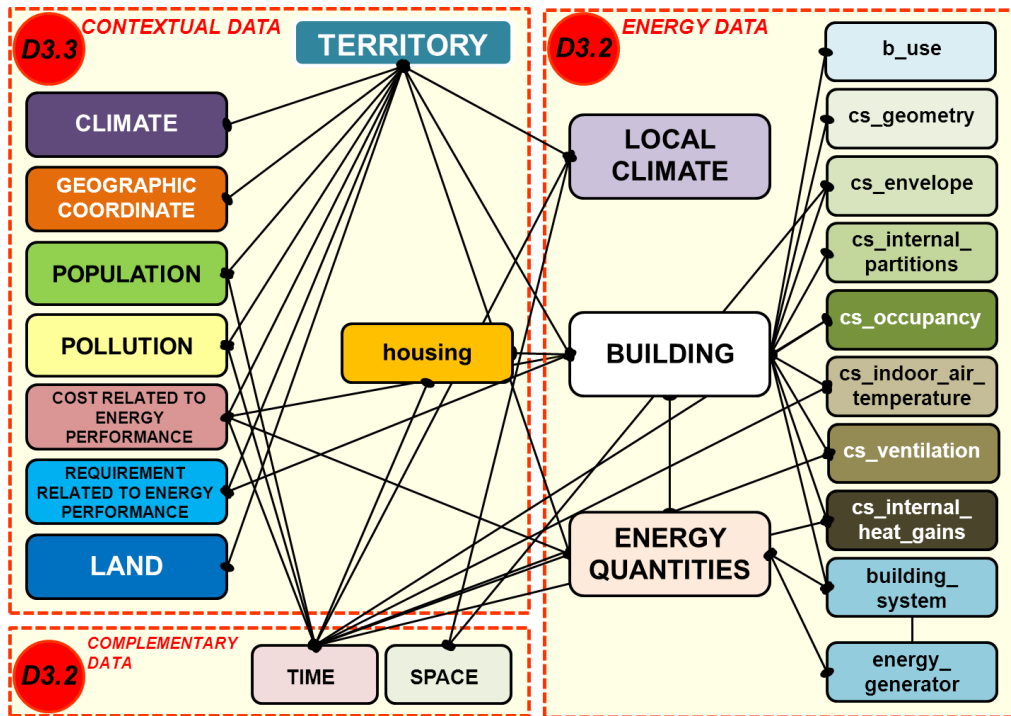 D3.3
CONTEXTUAL DATA
TERRITORY
CLIMATE
GEOGRAPHIC
COORDINATE
POPULATION
POLLUTION
COST RELATED TO
ENERGY
PERFORMANCE
REQUIREMENT
RELATED TO ENERGY
PERFORMANCE
LAND
housing
D3.2
COMPLEMENTARY
DATA
TIME
SPACE
D3.2
ENERGY DATA
LOCAL
CLIMATE
BUILDING
ENERGY
QUANTITIES
b_use
cs_geometry
cs_envelope
cs_internal_
partitions
cs_occupancy
cs_indoor_air_
temperature
cs_ventilation
cs_internal_
heat_gains
building_
system
energy_
generator